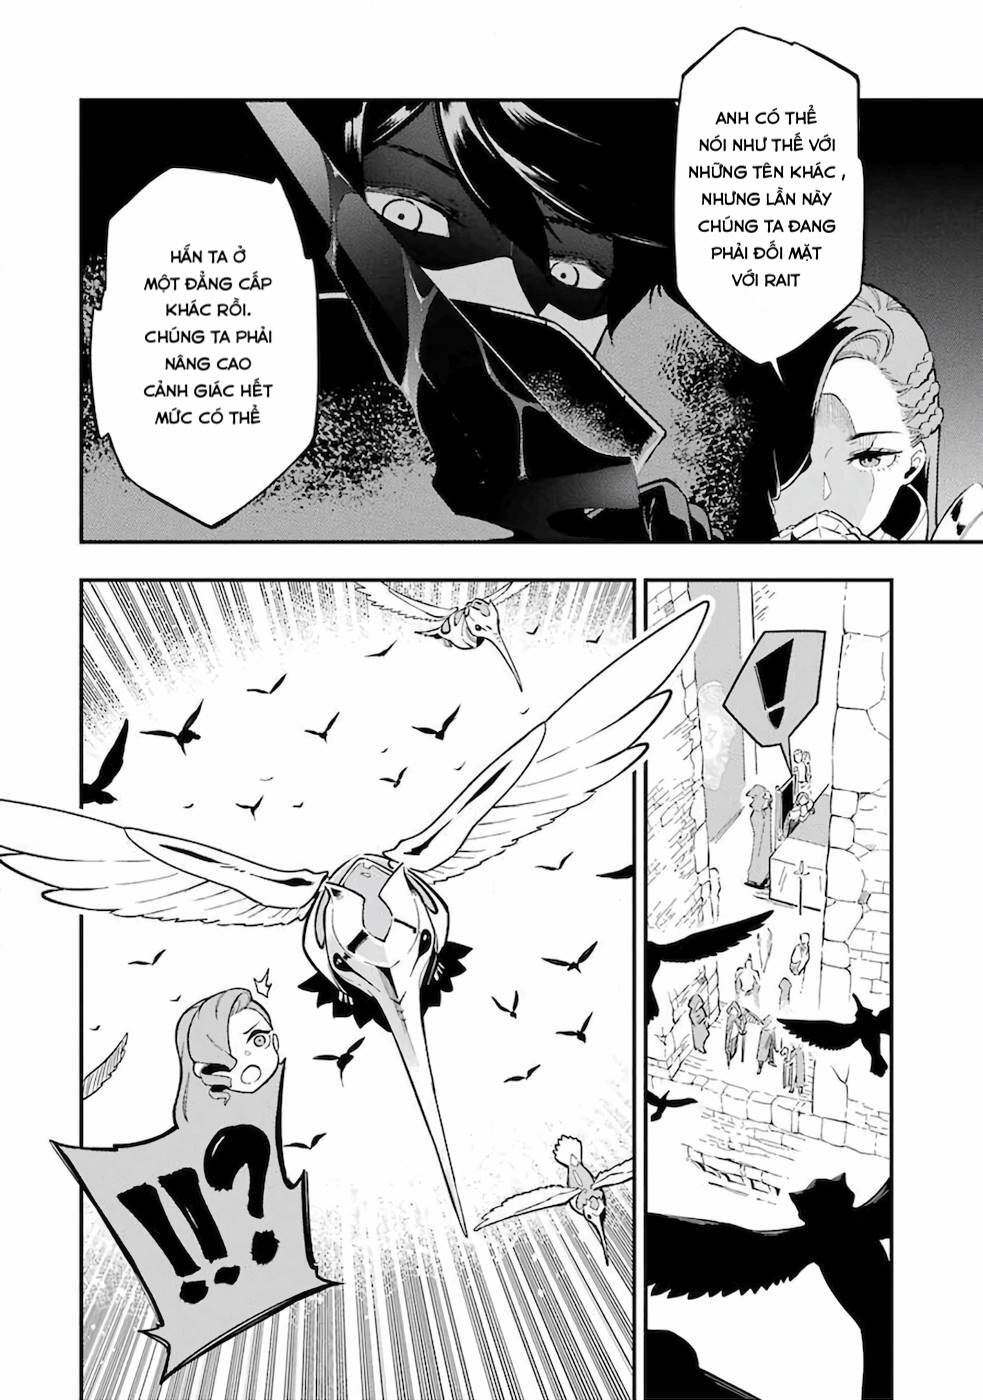 ANH CÓ THỂ
NÓI NHƯ THẾ VỚI
NHỮNG TÊN KHÁC ,
NHƯNG LẦN NÀY
CHÚNG TA ĐANG
PHẢI ĐỐI MẶT
VỚI RAIT
HẮN TA Ở
MỘT ĐẲNG CẤP
KHÁC RỒI.
CHÚNG TA PHẢI
NÂNG CAO
CẢNH GIÁC HẾT
MỨC CÓ THỂ
!
!!?